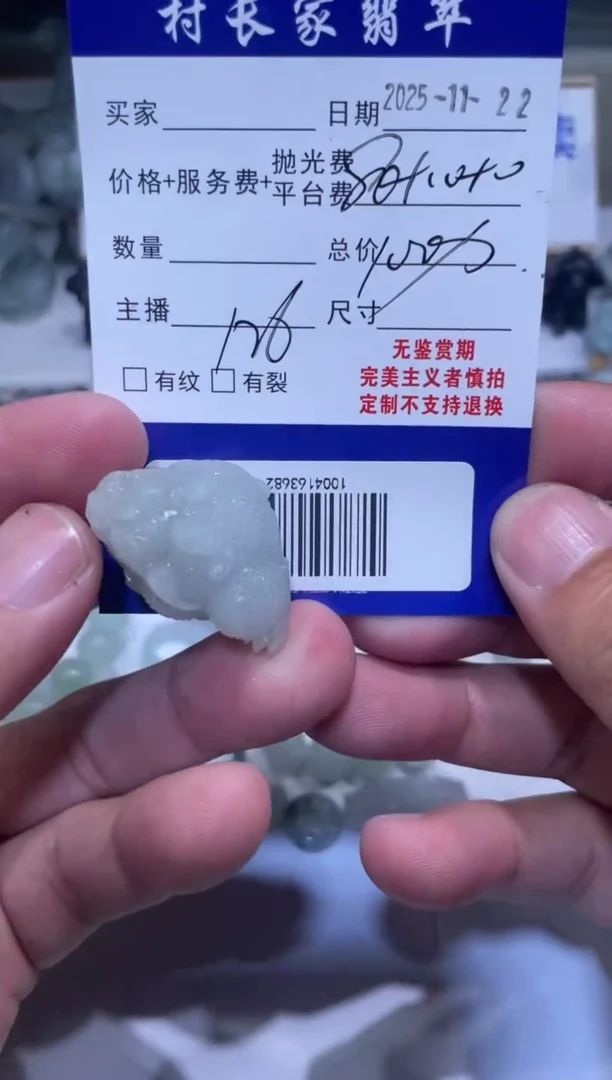 村长家翡翠
买家
日期 2025-11-22
价格+服务费+抛光费
平台费
数量
总价
主播
尺寸
无鉴赏期
完美主义者慎拍
定制不支持退换
□有纹 □有裂
1004163682